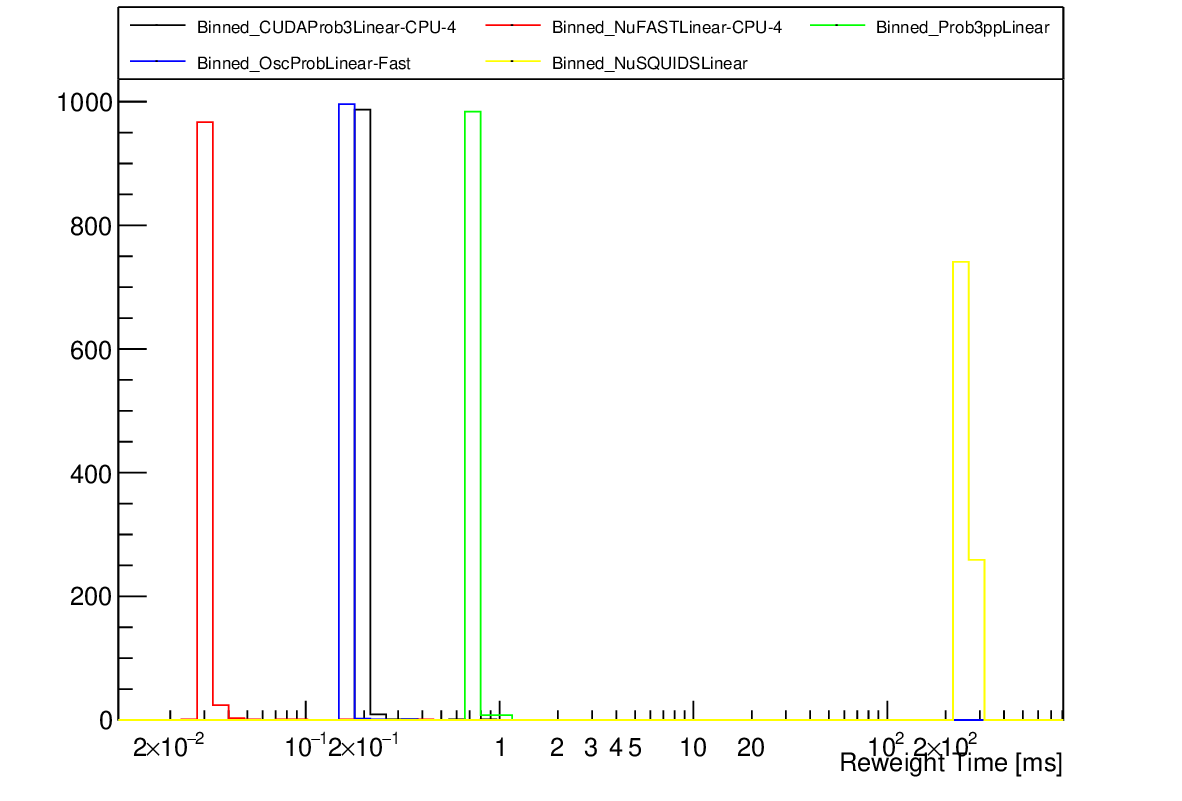 Binned_CUDAProb3Linear-CPU-4 Binned_NuFASTLinear-CPU-4 Binned_Prob3ppLinear
Binned_OscProbLinear-Fast Binned_NuSQUIDSLinear
1000
800
600
400
200
0
2×10⁻² 10⁻¹ 2×10⁻¹ 1 2 3 4 5 10 20 10² 2×10²
Reweight Time [ms]